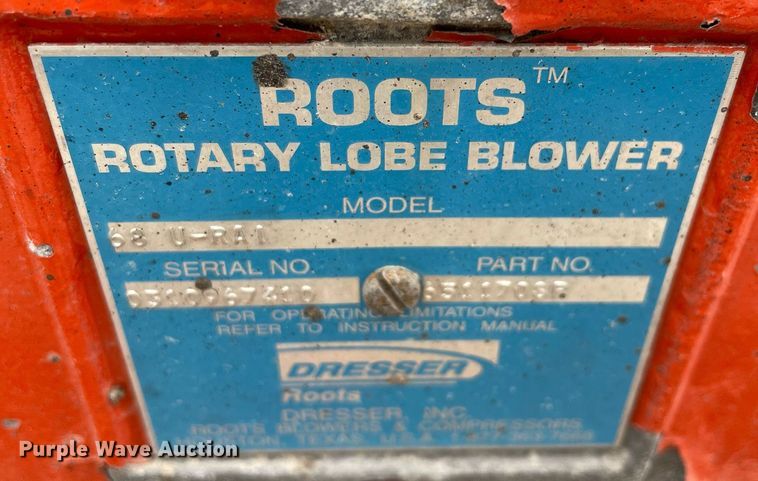 ROOTS™
ROTARY LOBE BLOWER
MODEL
68 U-RAI
SERIAL NO. PART NO.
FOR OPERATING LIMITATIONS
REFER TO INSTRUCTION MANUAL
DRESSER
Roots
DRESSER, INC.
ROOTS BLOWERS & COMPRESSORS
TEXAS, U.S.A.
Purple Wave Auction